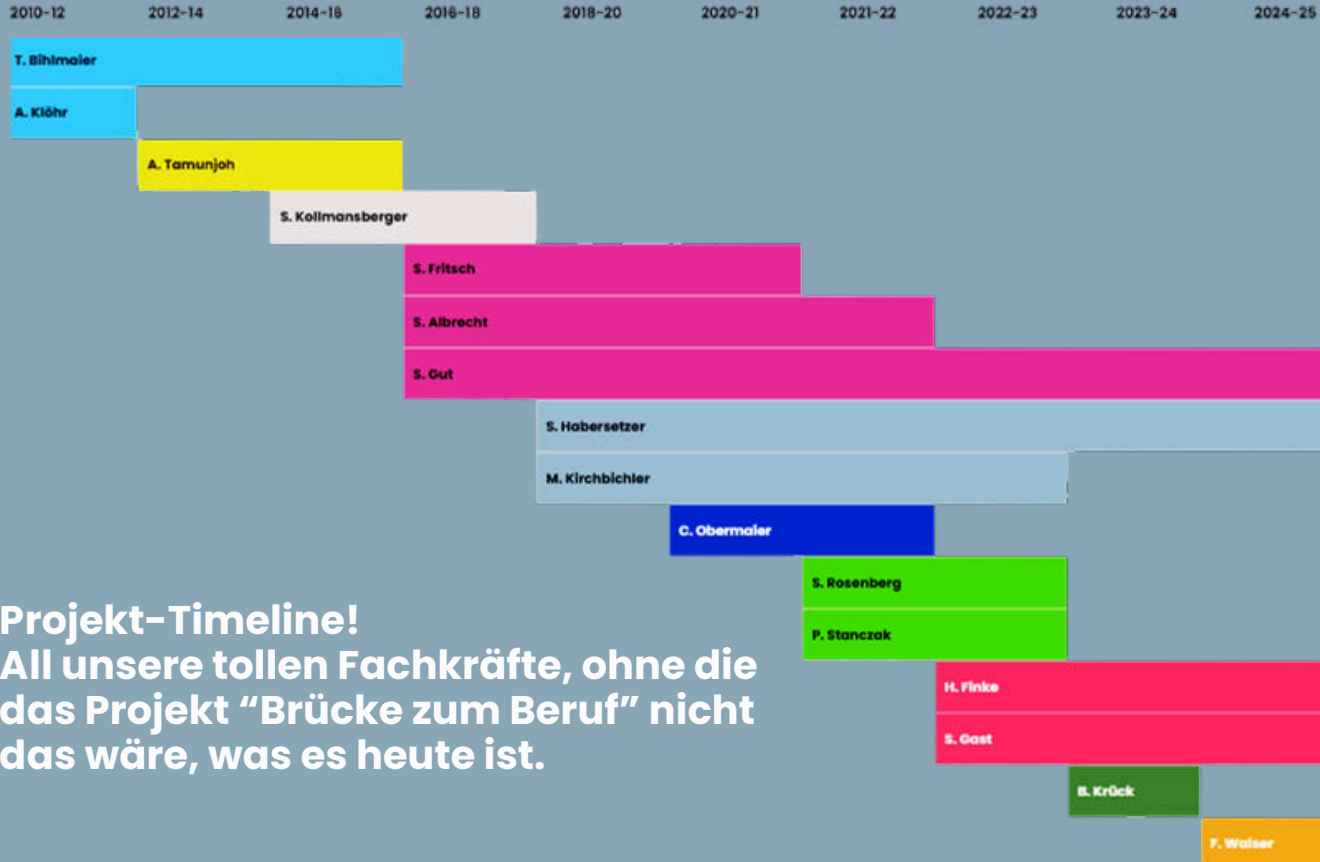 2010-12 2012-14 2014-16 2016-18 2018-20 2020-21 2021-22 2022-23 2023-24 2024-25
T. Bihlmaier
A. Klöhr
A. Tamunjoh
S. Kollmansberger
S. Fritsch
S. Albrecht
S. Gut
S. Habersetzer
M. Kirchbichler
C. Obermaier
S. Rosenberg
P. Stanczak
H. Finke
S. Gast
B. Krück
F. Walser
Projekt-Timeline!
All unsere tollen Fachkräfte, ohne die
das Projekt “Brücke zum Beruf” nicht
das wäre, was es heute ist.